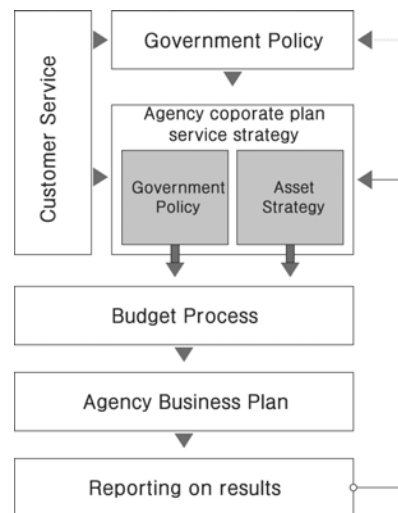 Customer Service
Government Policy
Agency coporate plan
service strategy
Government
Policy
Asset
Strategy
Budget Process
Agency Business Plan
Reporting on results